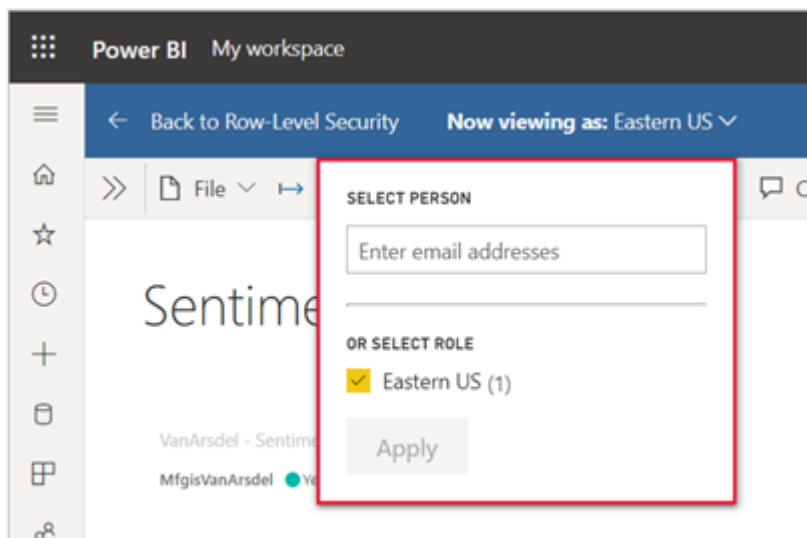 Power BI My workspace
Back to Row-Level Security Now viewing as: Eastern US
File
SELECT PERSON
Enter email addresses
OR SELECT ROLE
Eastern US (1)
Apply
VanArsdel -
MfgisVanArsdel